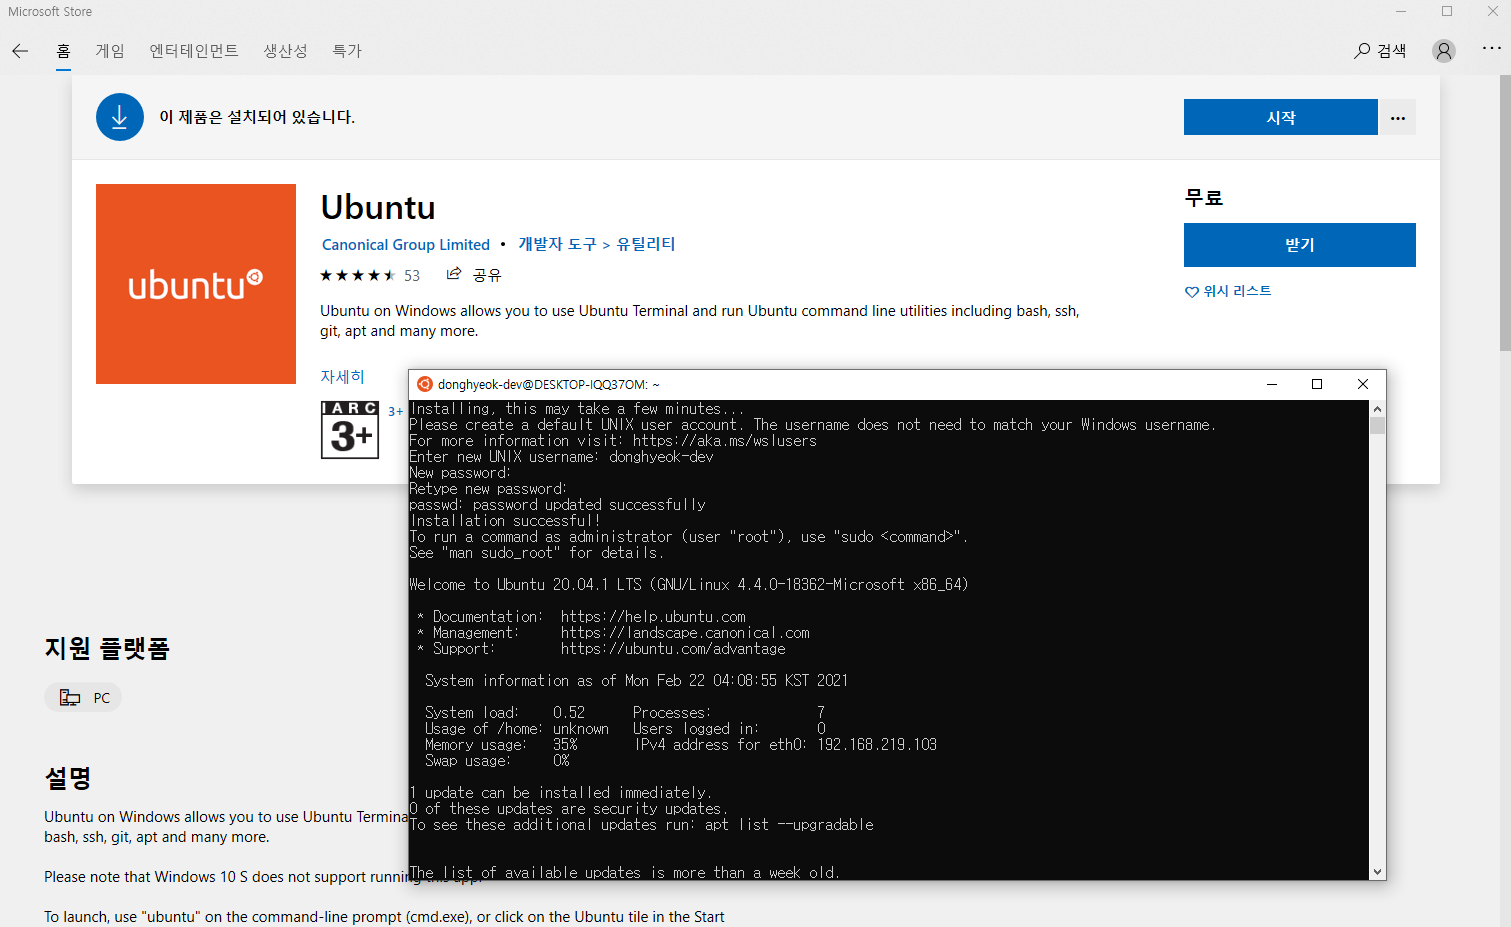 Microsoft Store
홈 게임 엔터테인먼트 생산성 특가 검색
이 제품은 설치되어 있습니다.
시작
ubuntu
Ubuntu
Canonical Group Limited • 개발자 도구 > 유틸리티
53 공유
Ubuntu on Windows allows you to use Ubuntu Terminal and run Ubuntu command line utilities including bash, ssh,
git, apt and many more.
자세히
무료
받기
위시 리스트
IARC
3+
3+
donghyeok-dev@DESKTOP-IQQ37OM: ~
Installing, this may take a few minutes...
Please create a default UNIX user account. The username does not need to match your Windows username.
For more information visit: https://aka.ms/wslusers
Enter new UNIX username: donghyeok-dev
New password:
Retype new password:
passwd: password updated successfully
Installation successful!
To run a command as administrator (user "root"), use "sudo <command>".
See "man sudo_root" for details.
Welcome to Ubuntu 20.04.1 LTS (GNU/Linux 4.4.0-18362-Microsoft x86_64)
* Documentation: https://help.ubuntu.com
* Management: https://landscape.canonical.com
* Support: https://ubuntu.com/advantage
System information as of Mon Feb 22 04:08:55 KST 2021
System load: 0.52 Processes: 7
Usage of /home: unknown Users logged in: 0
Memory usage: 35% IPv4 address for eth0: 192.168.219.103
Swap usage: 0%
1 update can be installed immediately.
0 of these updates are security updates.
To see these additional updates run: apt list --upgradable
The list of available updates is more than a week old.
지원 플랫폼
PC
설명
Ubuntu on Windows allows you to use Ubuntu Termina
bash, ssh, git, apt and many more.
Please note that Windows 10 S does not support running this app.
To launch, use "ubuntu" on the command-line prompt (cmd.exe), or click on the Ubuntu tile in the Start